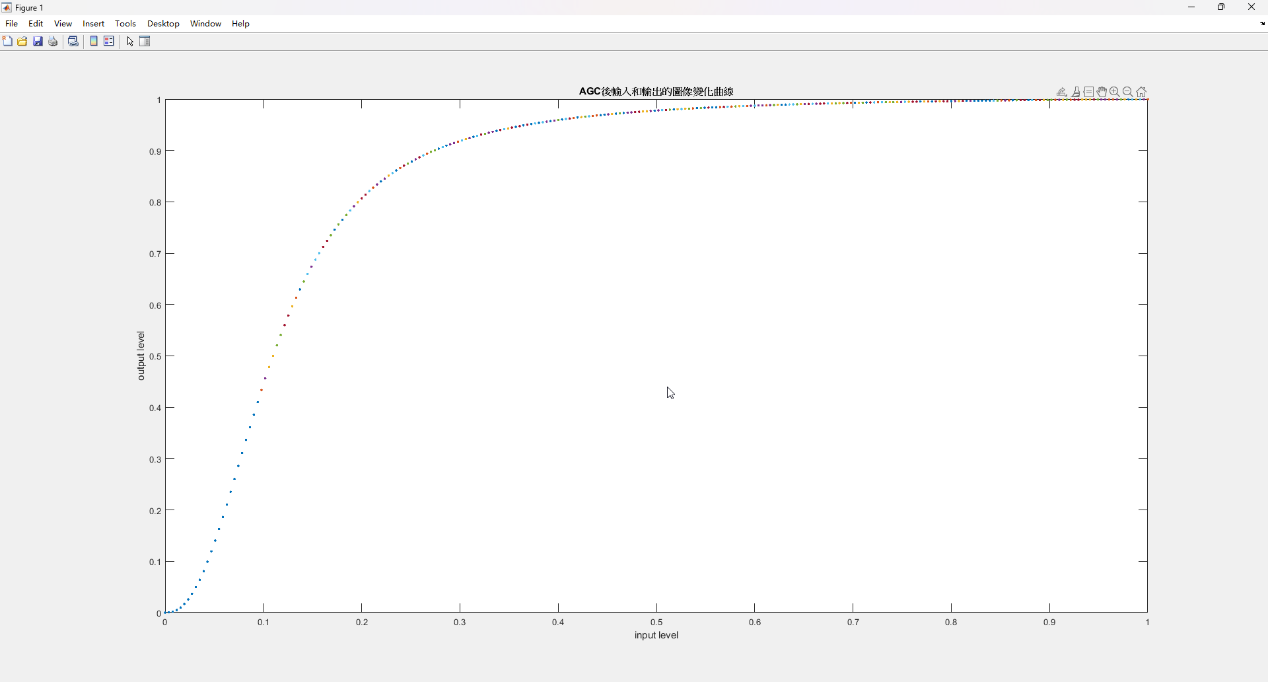 Figure 1
File Edit View Insert Tools Desktop Window Help
AGC後輸入和輸出的圖像變化曲線
1
0.9
0.8
0.7
0.6
0.5
0.4
0.3
0.2
0.1
0
output level
0 0.1 0.2 0.3 0.4 0.5 0.6 0.7 0.8 0.9 1
input level